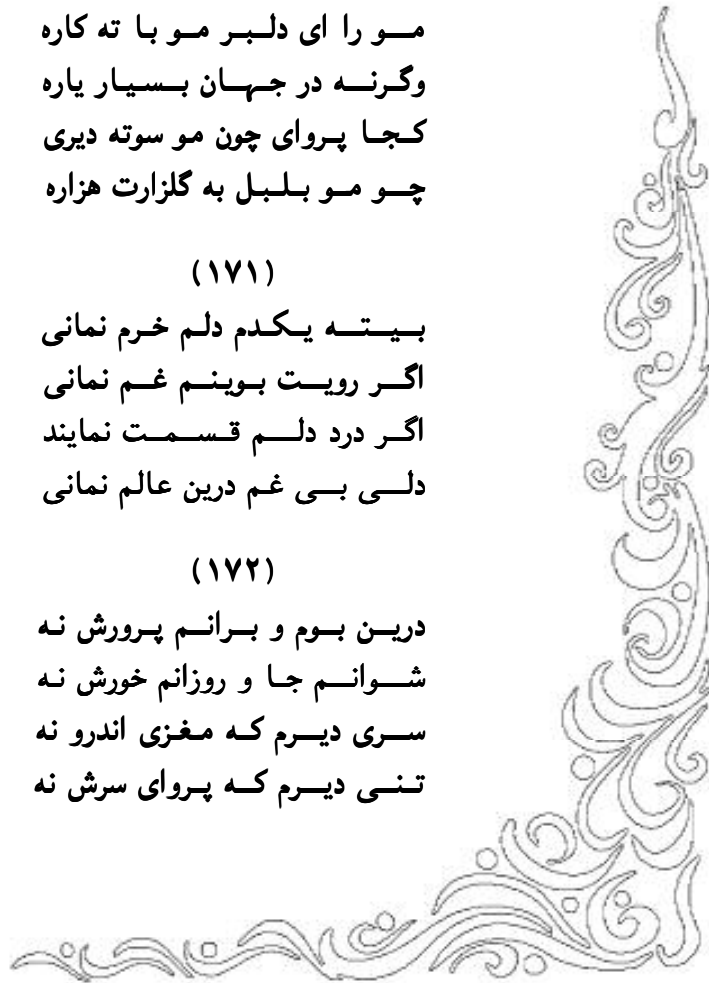 مو را ای دلبر مو با ته کاره
وگرنه در جهان بسیار یاره
کجا پروای چون مو سوته دیری
چو مو بلبل به گلزارت هزاره
(۱۷۱)
بیته یکدم دلم خرم نمانی
اگر رویت بوینم غم نمانی
اگر درد دلم قسمت نمایند
دلی بی غم درین عالم نمانی
(۱۷۲)
درین بوم و برانم پرورش نه
شوانم جا و روزانم خورش نه
سری دیرم که مغزی اندرو نه
تنی دیرم که پروای سرش نه